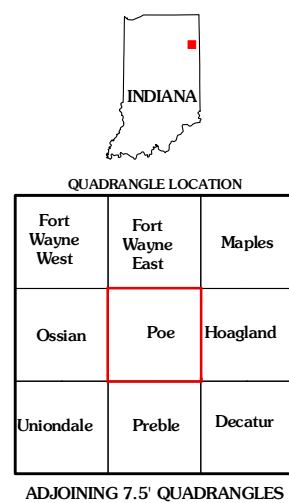 INDIANA
QUADRANGLE LOCATION
Fort
Wayne
West
Fort
Wayne
East
Maples
Ossian
Poe
Hoagland
Uniondale
Preble
Decatur
ADJOINING 7.5' QUADRANGLES